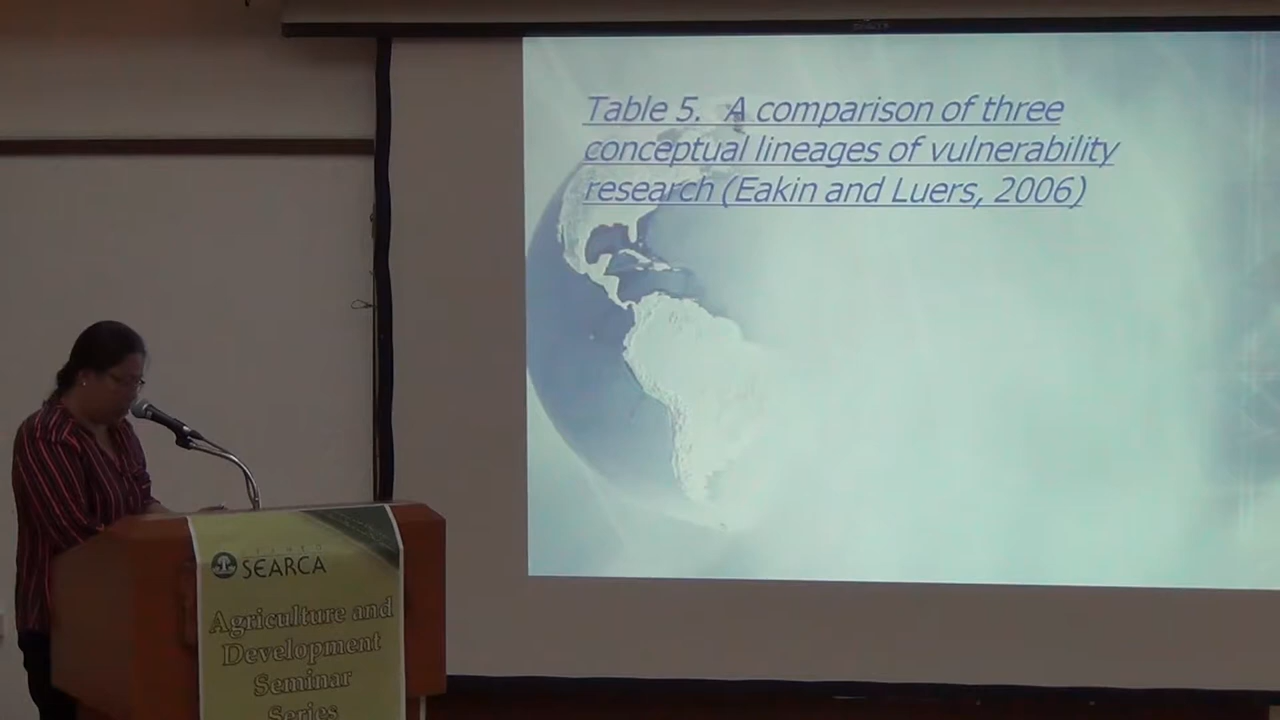 Table 5. A comparison of three
conceptual lineages of vulnerability
research (Eakin and Luers, 2006)
SEARCA
Agriculture and
Development
Seminar
Series